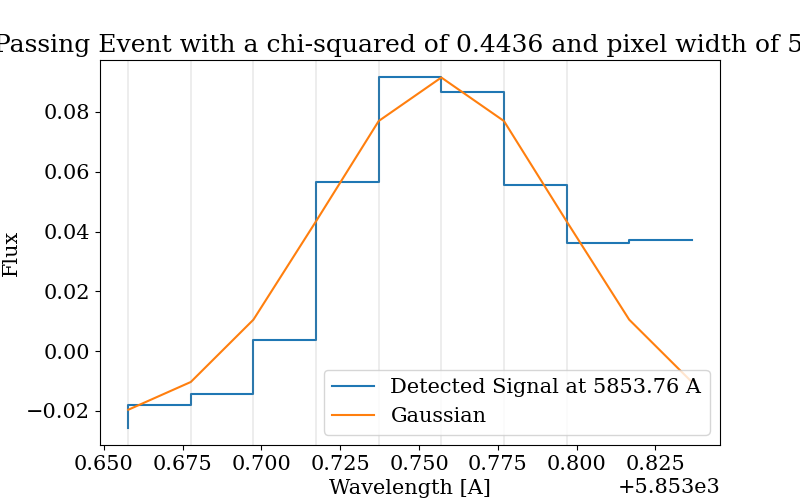 Passing Event with a chi-squared of 0.4436 and pixel width of 5
0.08
0.06
0.04
0.02
0.00
−0.02
Flux
Detected Signal at 5853.76 A
Gaussian
0.650 0.675 0.700 0.725 0.750 0.775 0.800 0.825
Wavelength [A]
+5.853e3